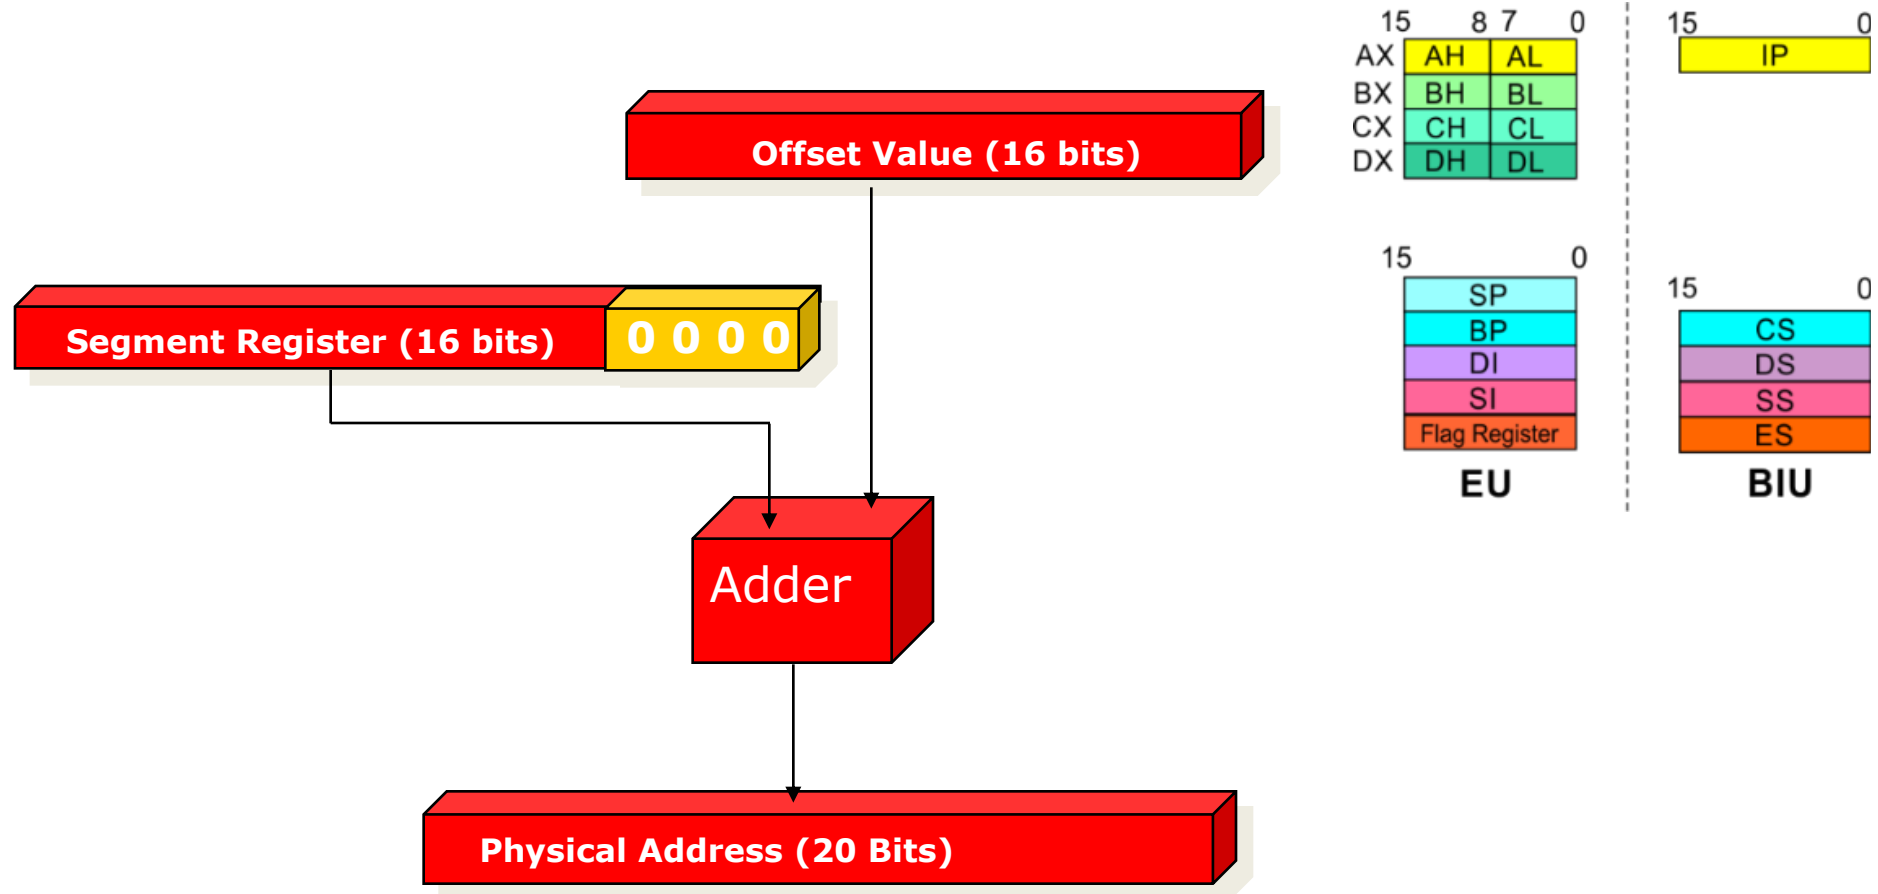 Offset Value (16 bits)
Segment Register (16 bits) 0 0 0 0
Adder
Physical Address (20 Bits)
15 8 7 0
AX AH AL
BX BH BL
CX CH CL
DX DH DL
15 0
SP
BP
DI
SI
Flag Register
EU
15 0
IP
15 0
CS
DS
SS
ES
BIU